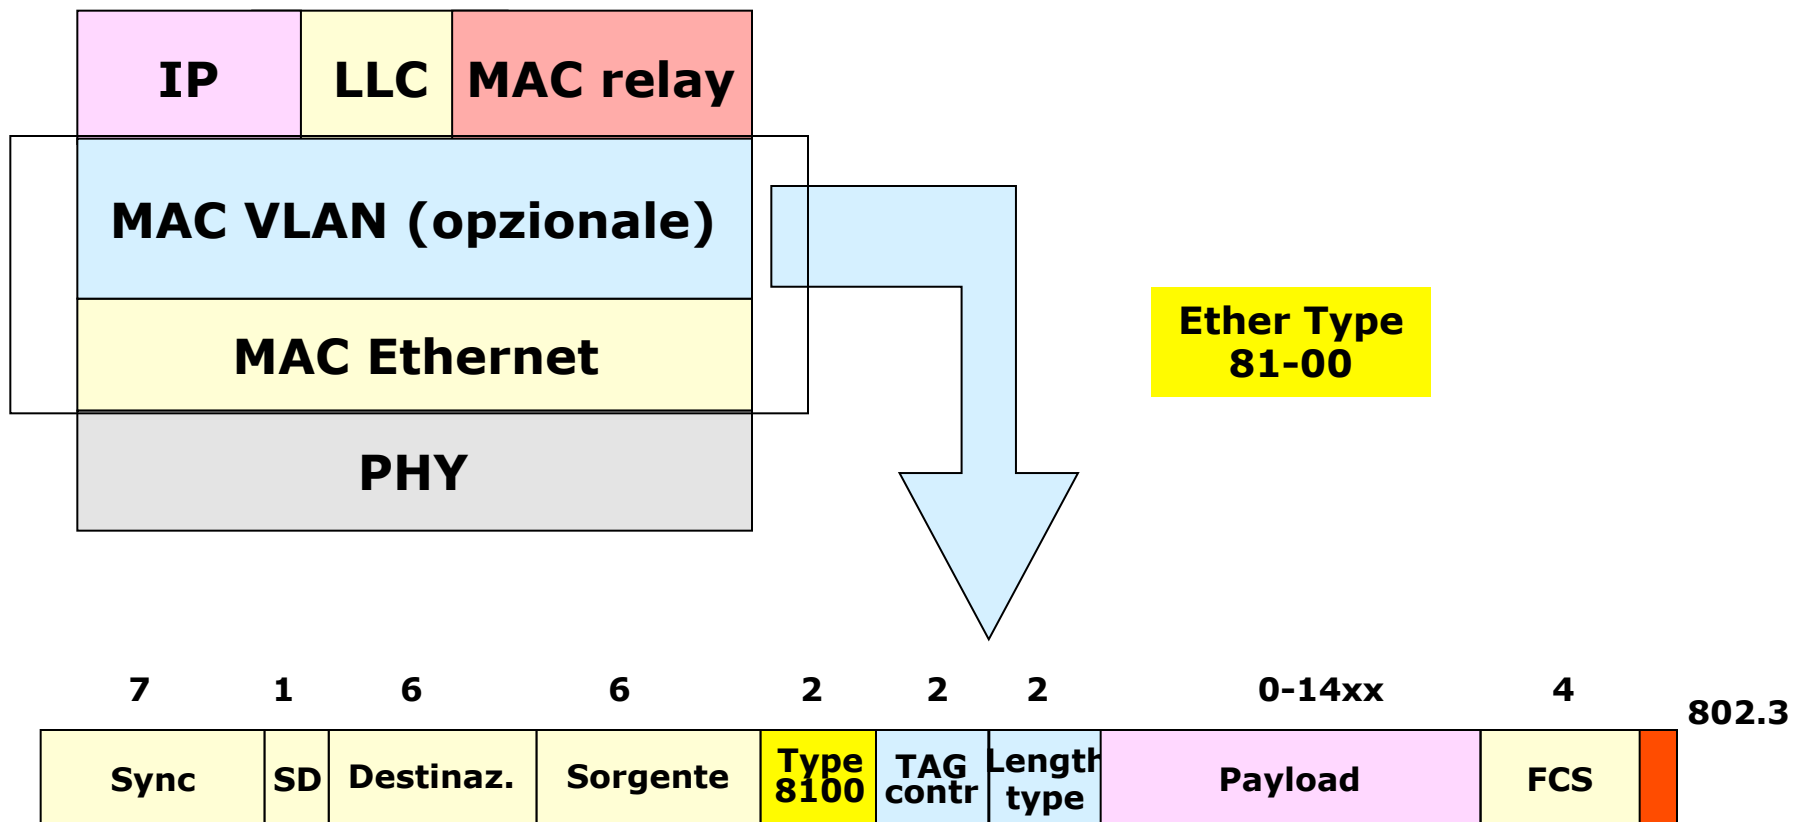 IP LLC MAC relay
MAC VLAN (opzionale)
MAC Ethernet
PHY
Ether Type
81-00
7 1 6 6 2 2 2 0-14xx 4
802.3
Sync SD Destinaz. Sorgente Type 8100 TAG contr Length type Payload FCS